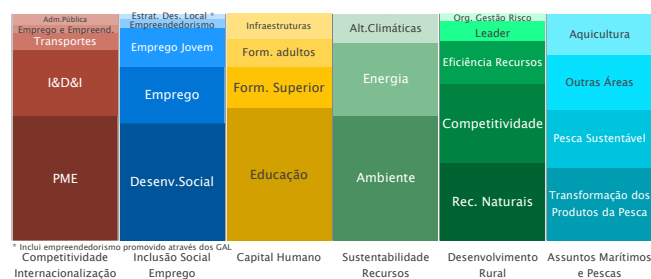 Adm.Pública
Emprego e Empreend.
Transportes
I&D&I
PME
Estrat. Des. Local *
Empreendedorismo
Emprego Jovem
Emprego
Desenv.Social
Infraestruturas
Form. adultos
Form. Superior
Educação
Alt.Climáticas
Energia
Ambiente
Org. Gestão Risco
Leader
Eficiência Recursos
Competitividade
Rec. Naturais
Aquicultura
Outras Áreas
Pesca Sustentável
Transformação dos
Produtos da Pesca
* Inclui empreendedorismo promovido através dos GAL
Competitividade
Internacionalização
Inclusão Social
Emprego
Capital Humano
Sustentabilidade
Recursos
Desenvolvimento
Rural
Assuntos Marítimos
e Pescas